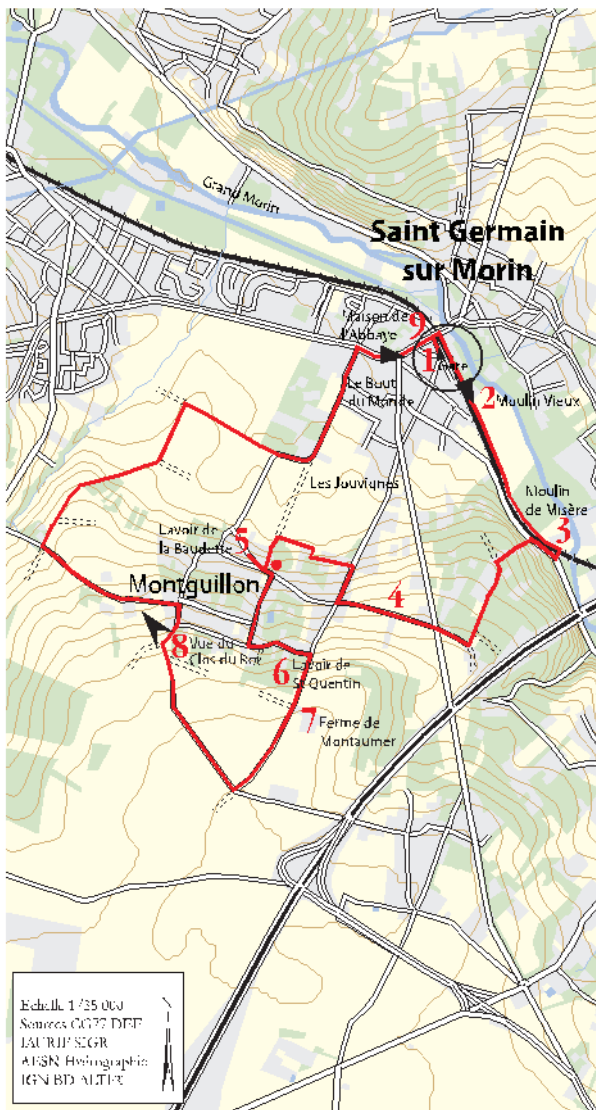 Grand Morin
Saint Germain
sur Morin
Maison de
l'Abbaye
9
1
Gare
Le Bout
du Monde
2
Moulin Vieux
Les Jouvignes
Moulin
de Misère
3
Lavoir de
la Baudette
5
Montguillon
4
8
Vue du
Clos du Roy
6
Lavoir de
St Quentin
7
Ferme de
Montaumer
Echelle 1/25 000
Sources CG77 DEE
IAURIF SIGR
AESN Hydrographie
IGN BD ALTI